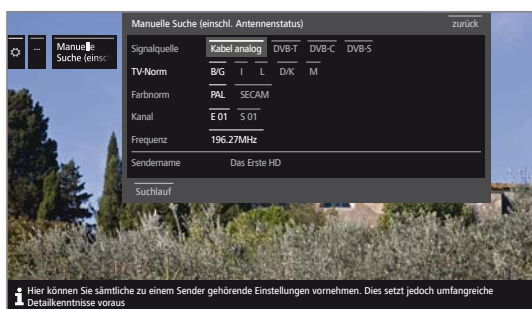 Manuelle Suche (einschl. Antennenstatus) zurück
... Manuelle
Suche (einsc
Signalquelle Kabel analog DVB-T DVB-C DVB-S
TV-Norm B/G I L D/K M
Farbnorm PAL SECAM
Kanal E 01 S 01
Frequenz 196.27MHz
Sendername Das Erste HD
Suchlauf
Hier können Sie sämtliche zu einem Sender gehörende Einstellungen vornehmen. Dies setzt jedoch umfangreiche
Detailkenntnisse voraus